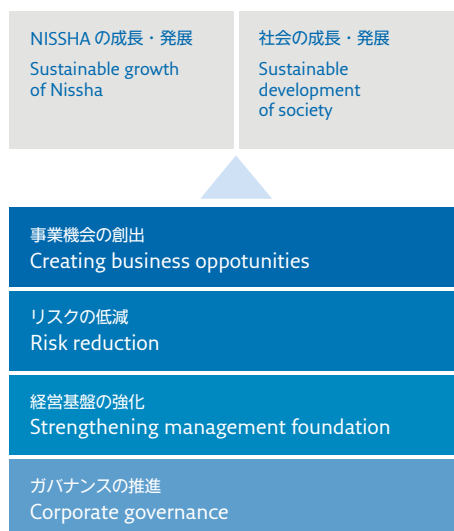 NISSHA の成長・発展
Sustainable growth
of Nissha
社会の成長・発展
Sustainable
development
of society
事業機会の創出
Creating business oppotunities
リスクの低減
Risk reduction
経営基盤の強化
Strengthening management foundation
ガバナンスの推進
Corporate governance